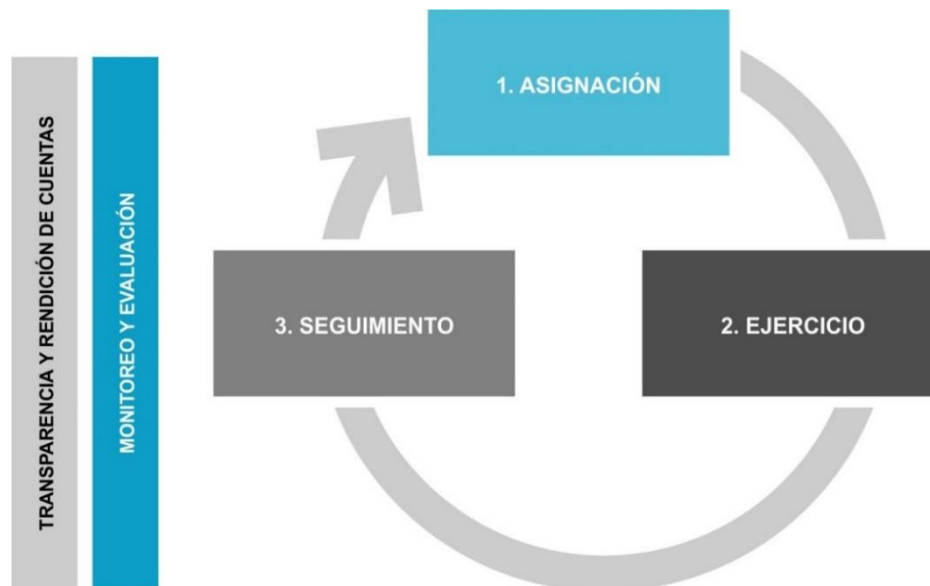 TRANSPARENCIA Y RENDICIÓN DE CUENTAS
MONITOREO Y EVALUACIÓN
1. ASIGNACIÓN
3. SEGUIMIENTO
2. EJERCICIO